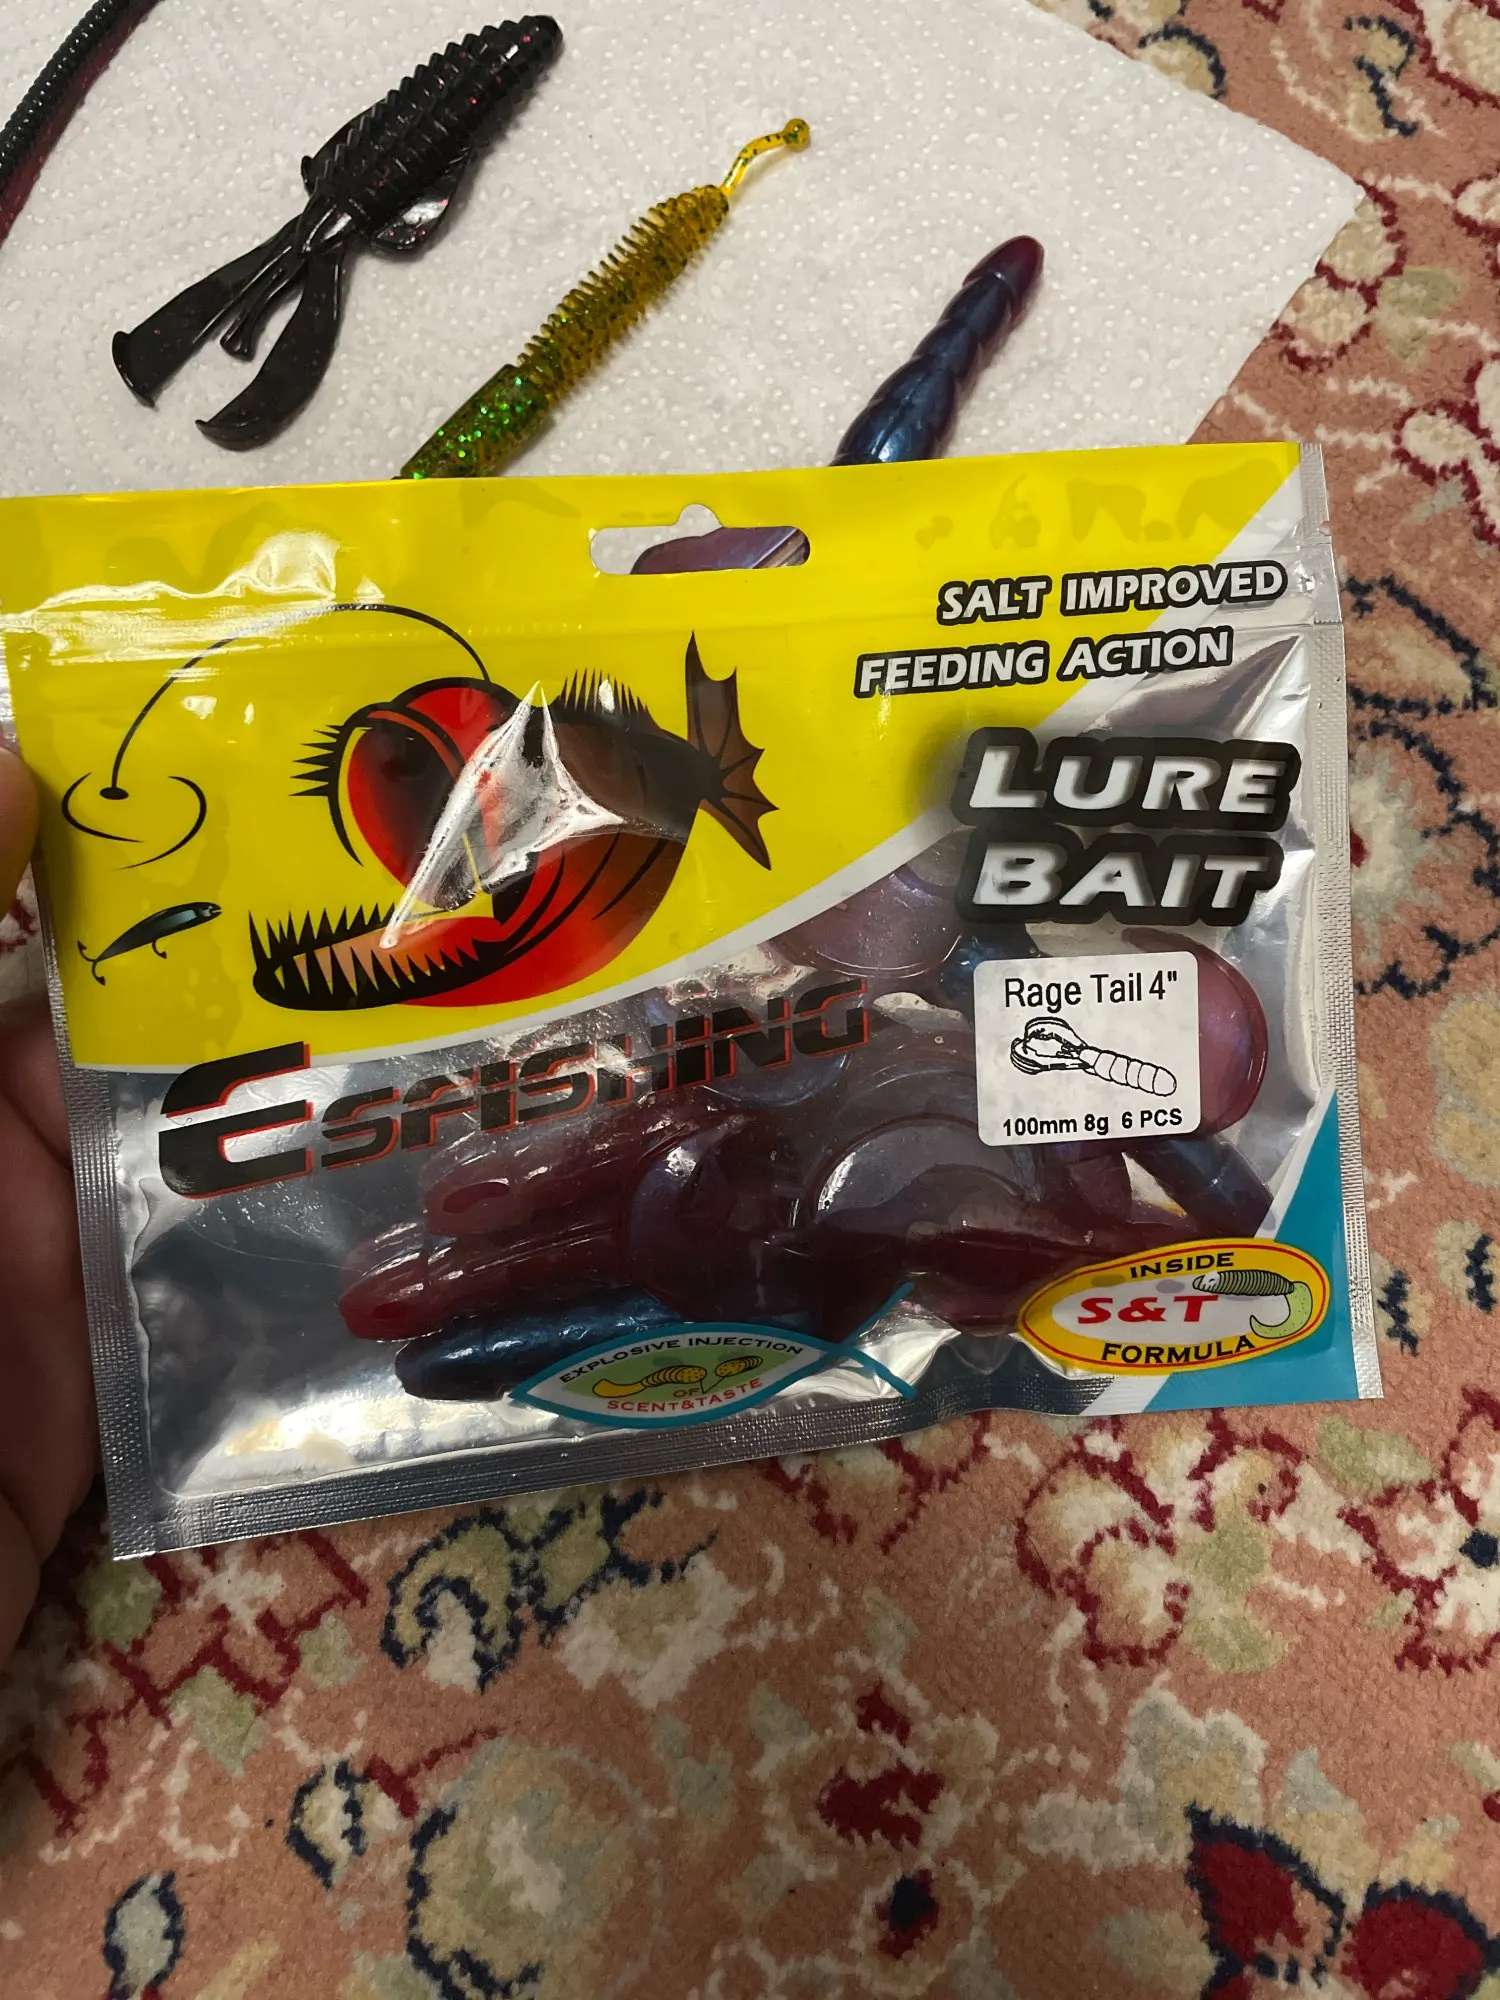 SALT IMPROVED
FEEDING ACTION
LURE
BAIT
Rage Tail 4"
100mm 8g 6 PCS
ESFISHING
INSIDE
S&T
FORMULA
EXPLOSIVE INJECTION
OF
SCENT&TASTE